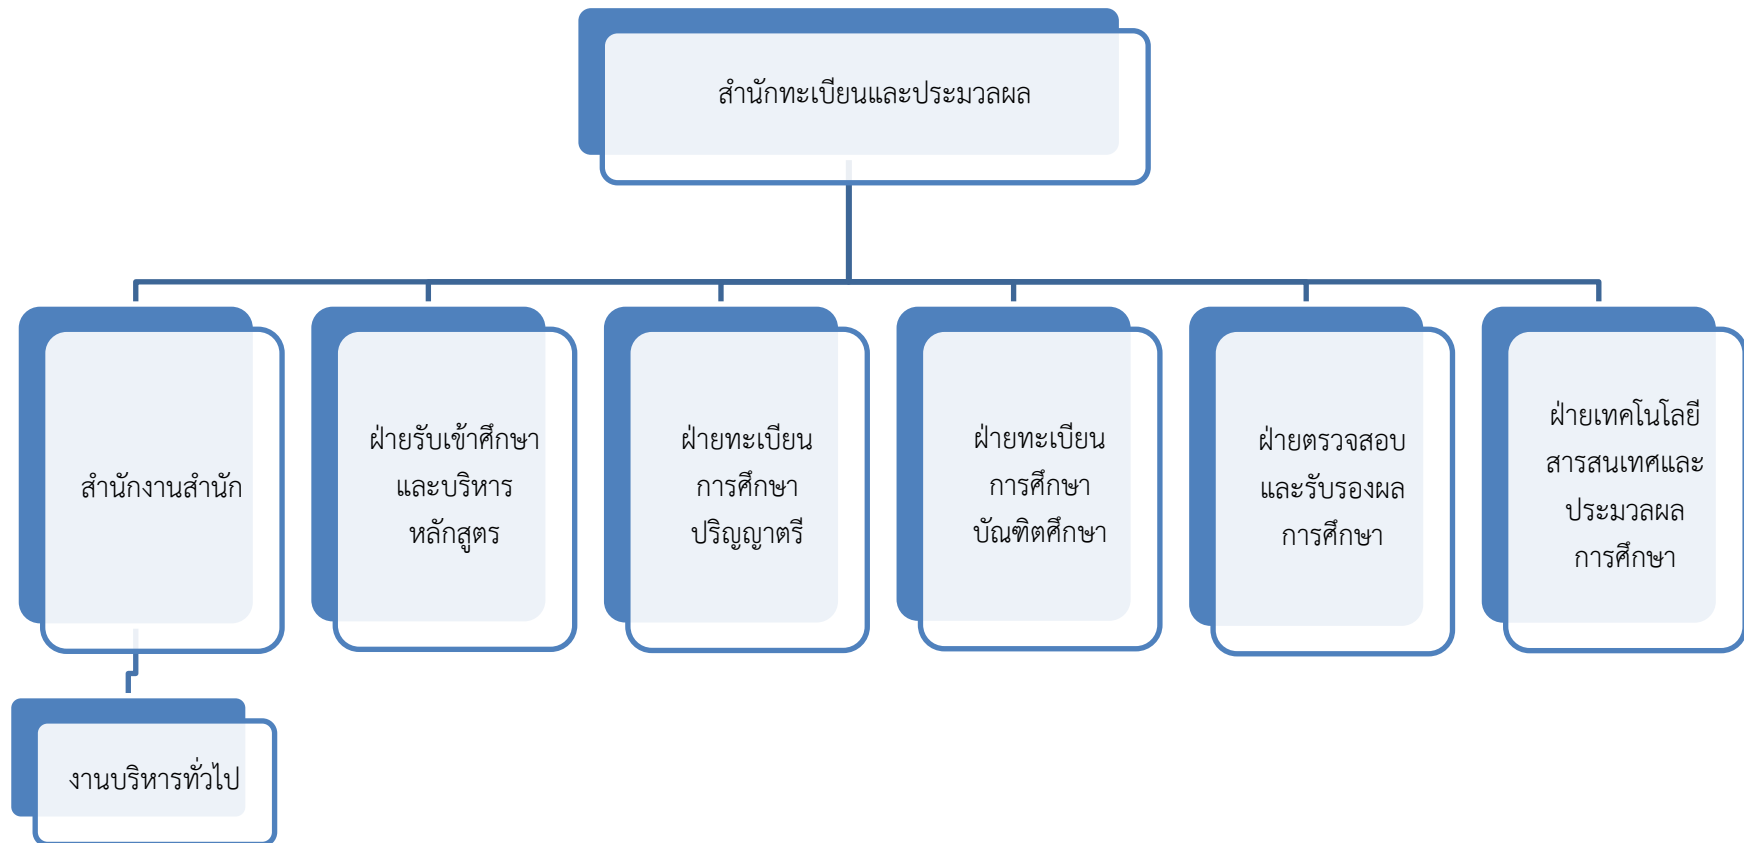 สำนักทะเบียนและประมวลผล
สำนักงานสำนัก
ฝ่ายรับเข้าศึกษา
และบริหาร
หลักสูตร
ฝ่ายทะเบียน
การศึกษา
ปริญญาตรี
ฝ่ายทะเบียน
การศึกษา
บัณฑิตศึกษา
ฝ่ายตรวจสอบ
และรับรองผล
การศึกษา
ฝ่ายเทคโนโลยี
สารสนเทศและ
ประมวลผล
การศึกษา
งานบริหารทั่วไป